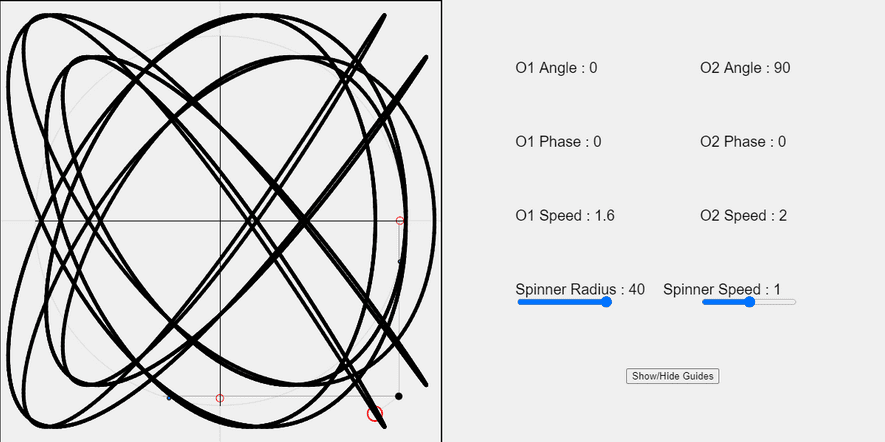 O1 Angle : 0
O2 Angle : 90
O1 Phase : 0
O2 Phase : 0
O1 Speed : 1.6
O2 Speed : 2
Spinner Radius : 40
Spinner Speed : 1
Show/Hide Guides